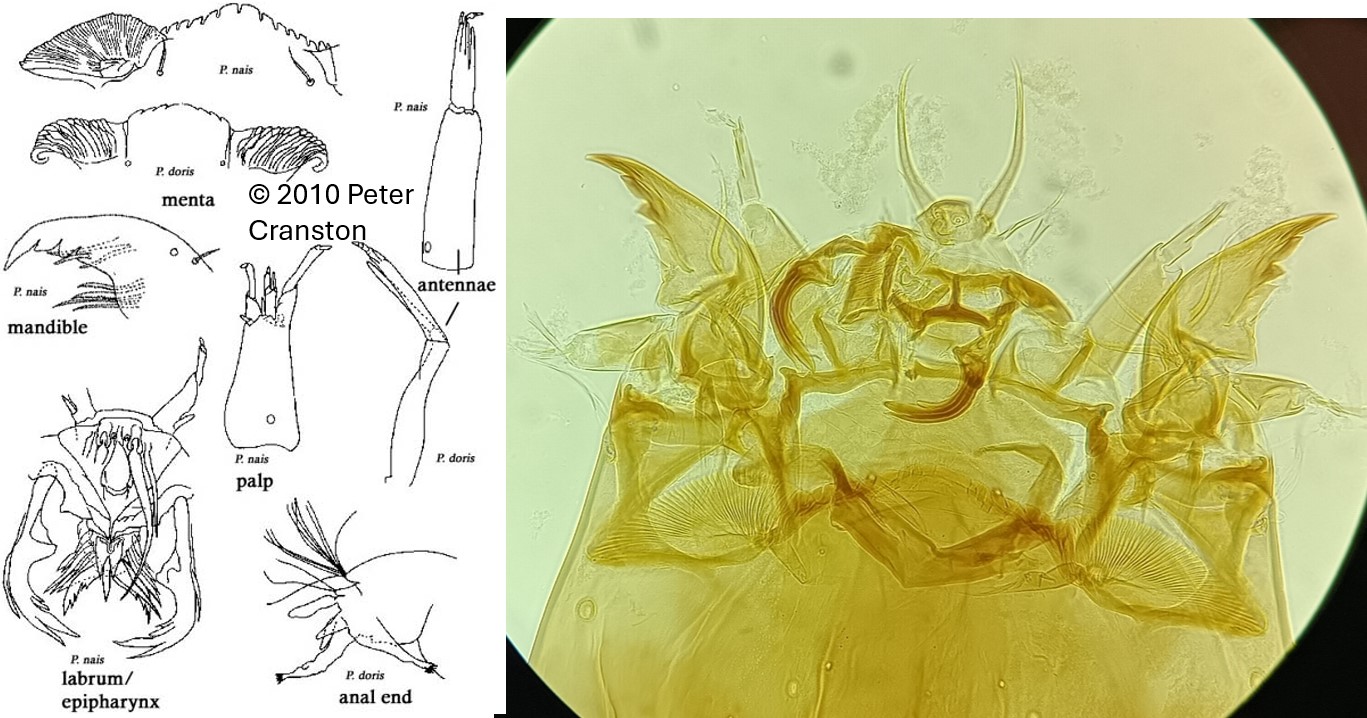 P. nais
P. nais
P. doris
menta
© 2010 Peter
Cranston
P. nais
mandible
antennae
P. nais
palp
P. doris
P. nais
labrum/
epipharynx
P. doris
anal end